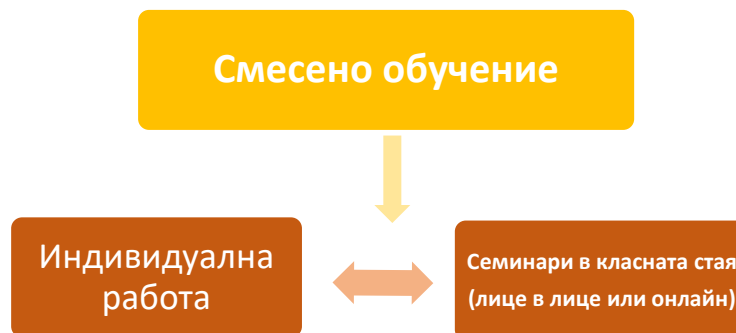 Смесено обучение
Индивидуална
работа
Семинари в класната стая
(лице в лице или онлайн)